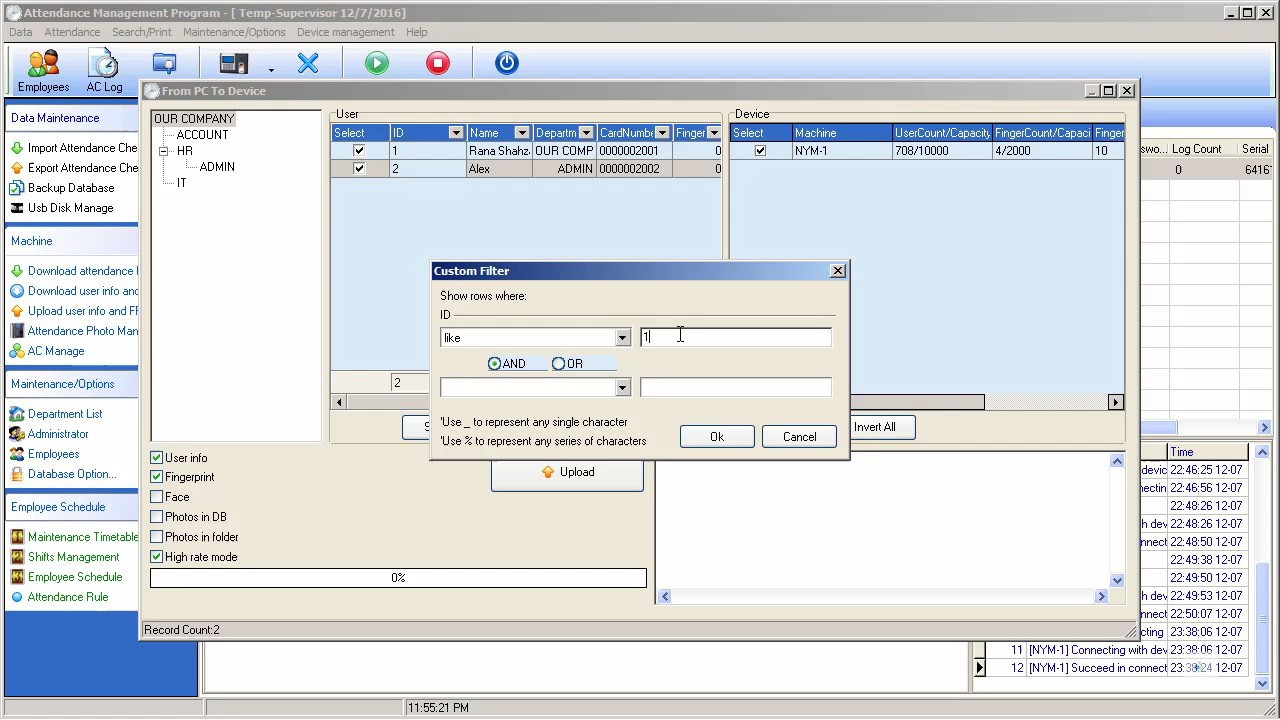 Attendance Management Program - [ Temp-Supervisor 12/7/2016]
Data Attendance Search/Print Maintenance/Options Device management Help
Employees AC Log
From PC To Device
Data Maintenance
Import Attendance Che
Export Attendance Che
Backup Database
Usb Disk Manage
Machine
Download attendance l
Download user info and
Upload user info and FP
Attendance Photo Man
AC Manage
Maintenance/Options
Department List
Administrator
Employees
Database Option...
Employee Schedule
Maintenance Timetable
Shifts Management
Employee Schedule
Attendance Rule
OUR COMPANY
ACCOUNT
HR
ADMIN
IT
User
Select ID Name Departm CardNumbe Finger
1 Rana Shahz OUR COMP 0000002001 0
2 Alex ADMIN 0000002002 0
2
Device
Select Machine UserCount/Capacity FingerCount/Capaci Finger
NYM-1 708/10000 4/2000 10
Log Count Serial
0 6416
Custom Filter
Show rows where:
ID
like 1
AND OR
'Use _ to represent any single character
'Use % to represent any series of characters
Ok Cancel
Invert All
User info
Fingerprint
Face
Photos in DB
Photos in folder
High rate mode
Upload
0%
Record Count:2
Time
22:46:25 12-07
22:46:56 12-07
22:48:26 12-07
22:48:26 12-07
22:48:50 12-07
22:49:38 12-07
22:49:50 12-07
22:49:53 12-07
22:50:07 12-07
23:38:06 12-07
11 [NYM-1] Connecting with dev 23:38:06 12-07
12 [NYM-1] Succeed in connect 23:38:24 12-07
11:55:21 PM